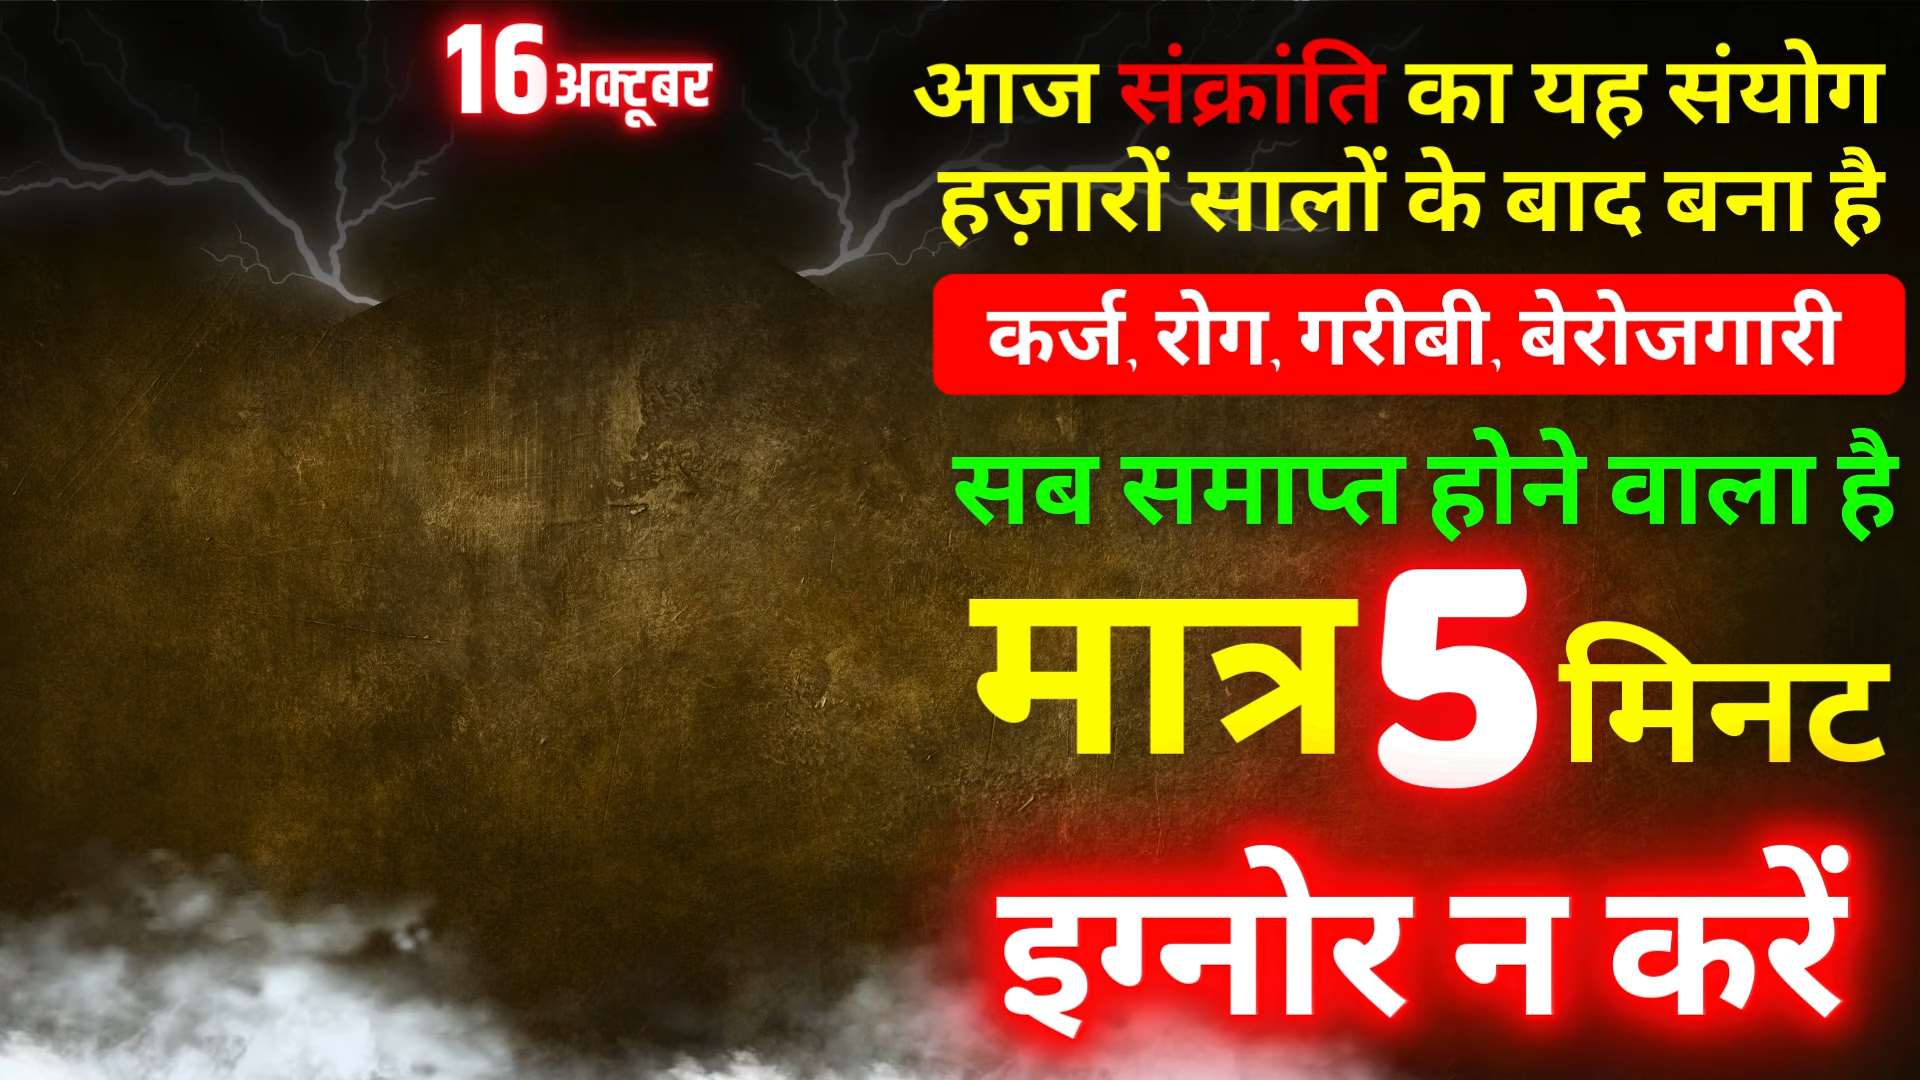 16 अक्टूबर
आज संक्रांति का यह संयोग
हज़ारों सालों के बाद बना है
कर्ज, रोग, गरीबी, बेरोजगारी
सब समाप्त होने वाला है
मात्र 5 मिनट
इग्नोर न करें